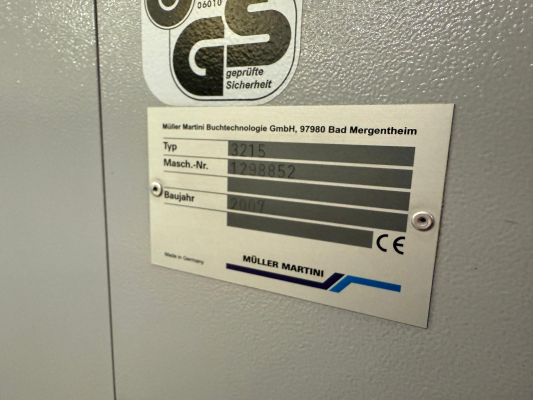 06010
GS
geprüfte
Sicherheit
Müller Martini Buchtechnologie GmbH, 97980 Bad Mergentheim
Typ 3215
Masch.-Nr. 1298852
Baujahr 2007
CE
Made in Germany
MÜLLER MARTINI